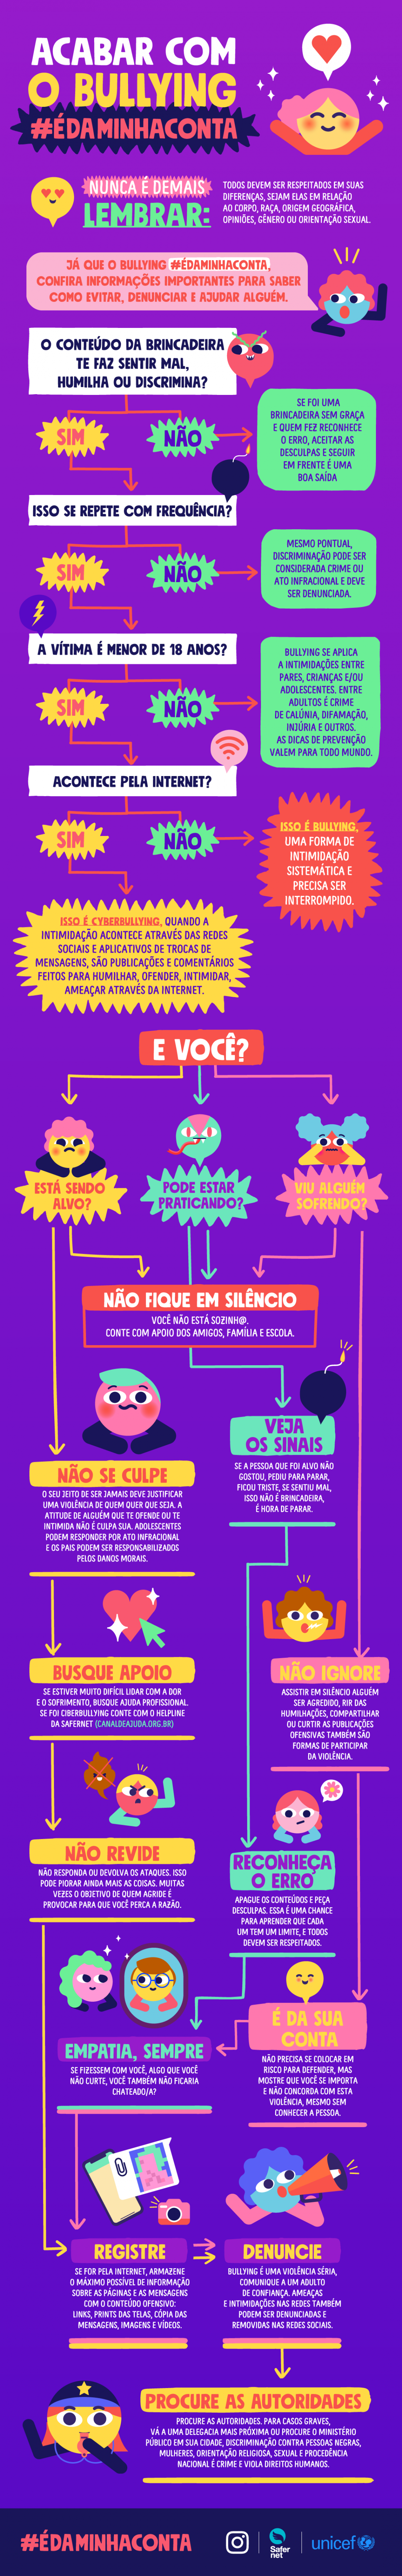 ACABAR COM
O BULLYING
#ÉDAMINHACONTA
NUNCA É DEMAIS
LEMBRAR:
TODOS DEVEM SER RESPEITADOS EM SUAS
DIFERENÇAS, SEJAM ELAS EM RELAÇÃO
AO CORPO, RAÇA, ORIGEM GEOGRÁFICA,
OPINIÕES, GÊNERO OU ORIENTAÇÃO SEXUAL.
JÁ QUE O BULLYING #ÉDAMINHACONTA,
CONFIRA INFORMAÇÕES IMPORTANTES PARA SABER
COMO EVITAR, DENUNCIAR E AJUDAR ALGUÉM.
O CONTEÚDO DA BRINCADEIRA
TE FAZ SENTIR MAL,
HUMILHA OU DISCRIMINA?
SIM
NÃO
SE FOI UMA
BRINCADEIRA SEM GRAÇA
E QUEM FEZ RECONHECE
O ERRO, ACEITAR AS
DESCULPAS E SEGUIR
EM FRENTE É UMA
BOA SAÍDA
ISSO SE REPETE COM FREQUÊNCIA?
SIM
NÃO
MESMO PONTUAL,
DISCRIMINAÇÃO PODE SER
CONSIDERADA CRIME OU
ATO INFRACIONAL E DEVE
SER DENUNCIADA.
A VÍTIMA É MENOR DE 18 ANOS?
SIM
NÃO
BULLYING SE APLICA
A INTIMIDAÇÕES ENTRE
PARES, CRIANÇAS E/OU
ADOLESCENTES. ENTRE
ADULTOS É CRIME
DE CALÚNIA, DIFAMAÇÃO,
INJÚRIA E OUTROS.
AS DICAS DE PREVENÇÃO
VALEM PARA TODO MUNDO.
ACONTECE PELA INTERNET?
SIM
NÃO
ISSO É BULLYING,
UMA FORMA DE
INTIMIDAÇÃO
SISTEMÁTICA E
PRECISA SER
INTERROMPIDO.
ISSO É CYBERBULLYING, QUANDO A
INTIMIDAÇÃO ACONTECE ATRAVÉS DAS REDES
SOCIAIS E APLICATIVOS DE TROCAS DE
MENSAGENS, SÃO PUBLICAÇÕES E COMENTÁRIOS
FEITOS PARA HUMILHAR, OFENDER, INTIMIDAR,
AMEAÇAR ATRAVÉS DA INTERNET.
E VOCÊ?
ESTÁ SENDO
ALVO?
PODE ESTAR
PRATICANDO?
VIU ALGUÉM
SOFRENDO?
NÃO FIQUE EM SILÊNCIO
VOCÊ NÃO ESTÁ SOZINH@.
CONTE COM APOIO DOS AMIGOS, FAMÍLIA E ESCOLA.
VEJA
OS SINAIS
SE A PESSOA QUE FOI ALVO NÃO
GOSTOU, PEDIU PARA PARAR,
FICOU TRISTE, SE SENTIU MAL,
ISSO NÃO É BRINCADEIRA,
É HORA DE PARAR.
NÃO SE CULPE
O SEU JEITO DE SER JAMAIS DEVE JUSTIFICAR
UMA VIOLÊNCIA DE QUEM QUER QUE SEJA. A
ATITUDE DE ALGUÉM QUE TE OFENDE OU TE
INTIMIDA NÃO É CULPA SUA. ADOLESCENTES
PODEM RESPONDER POR ATO INFRACIONAL
E OS PAIS PODEM SER RESPONSABILIZADOS
PELOS DANOS MORAIS.
BUSQUE APOIO
SE ESTIVER MUITO DIFÍCIL LIDAR COM A DOR
E O SOFRIMENTO, BUSQUE AJUDA PROFISSIONAL.
SE FOI CIBERBULLYING CONTE COM O HELPLINE
DA SAFERNET (CANALDEAJUDA.ORG.BR)
NÃO IGNORE
ASSISTIR EM SILÊNCIO ALGUÉM
SER AGREDIDO, RIR DAS
HUMILHAÇÕES, COMPARTILHAR
OU CURTIR AS PUBLICAÇÕES
OFENSIVAS TAMBÉM SÃO
FORMAS DE PARTICIPAR
DA VIOLÊNCIA.
NÃO REVIDE
NÃO RESPONDA OU DEVOLVA OS ATAQUES. ISSO
PODE PIORAR AINDA MAIS AS COISAS. MUITAS
VEZES O OBJETIVO DE QUEM AGRIDE É
PROVOCAR PARA QUE VOCÊ PERCA A RAZÃO.
RECONHEÇA
O ERRO
APAGUE OS CONTEÚDOS E PEÇA
DESCULPAS. ESSA É UMA CHANCE
PARA APRENDER QUE CADA
UM TEM UM LIMITE, E TODOS
DEVEM SER RESPEITADOS.
É DA SUA
CONTA
NÃO PRECISA SE COLOCAR EM
RISCO PARA DEFENDER, MAS
MOSTRE QUE VOCÊ SE IMPORTA
E NÃO CONCORDA COM ESTA
VIOLÊNCIA, MESMO SEM
CONHECER A PESSOA.
EMPATIA, SEMPRE
SE FIZESSEM COM VOCÊ, ALGO QUE VOCÊ
NÃO CURTE, VOCÊ TAMBÉM NÃO FICARIA
CHATEADO/A?
REGISTRE
SE FOR PELA INTERNET, ARMAZENE
O MÁXIMO POSSÍVEL DE INFORMAÇÃO
SOBRE AS PÁGINAS E AS MENSAGENS
COM O CONTEÚDO OFENSIVO:
LINKS, PRINTS DAS TELAS, CÓPIA DAS
MENSAGENS, IMAGENS E VÍDEOS.
DENUNCIE
BULLYING É UMA VIOLÊNCIA SÉRIA,
COMUNIQUE A UM ADULTO
DE CONFIANÇA. AMEAÇAS
E INTIMIDAÇÕES NAS REDES TAMBÉM
PODEM SER DENUNCIADAS E
REMOVIDAS NAS REDES SOCIAIS.
PROCURE AS AUTORIDADES
PROCURE AS AUTORIDADES. PARA CASOS GRAVES,
VÁ A UMA DELEGACIA MAIS PRÓXIMA OU PROCURE O MINISTÉRIO
PÚBLICO EM SUA CIDADE, DISCRIMINAÇÃO CONTRA PESSOAS NEGRAS,
MULHERES, ORIENTAÇÃO RELIGIOSA, SEXUAL E PROCEDÊNCIA
NACIONAL É CRIME E VIOLA DIREITOS HUMANOS.
#ÉDAMINHACONTA
Safer
net
unicef